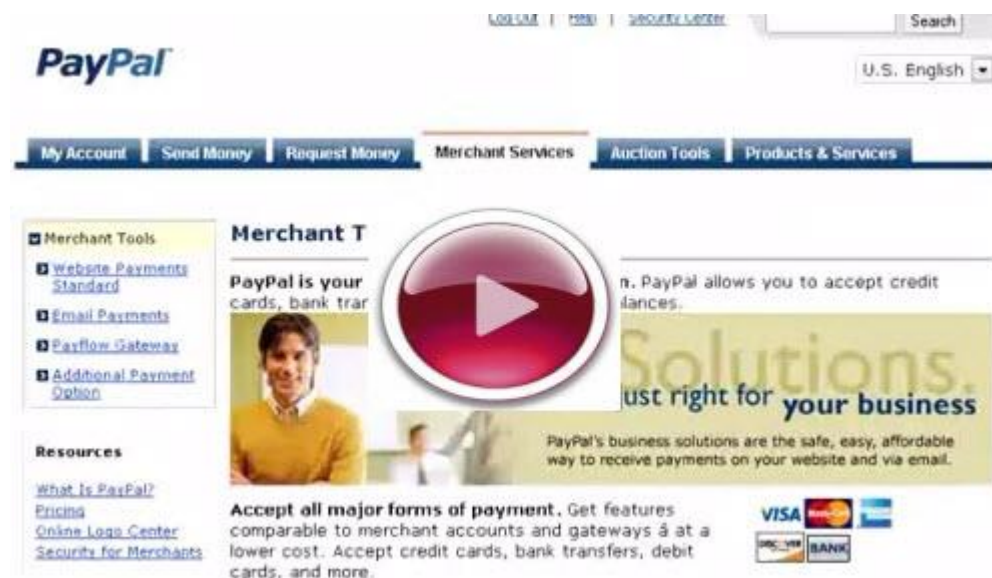 Log Out | Help | Security Center
Search
PayPal
U.S. English
My Account Send Money Request Money Merchant Services Auction Tools Products & Services
Merchant Tools
Website Payments
Standard
Email Payments
Payflow Gateway
Additional Payment
Option
Resources
What Is PayPal?
Pricing
Online Logo Center
Security for Merchants
Merchant T
PayPal is your n. PayPal allows you to accept credit
cards, bank tran lances.
Solutions.
ust right for your business
PayPal's business solutions are the safe, easy, affordable
way to receive payments on your website and via email.
Accept all major forms of payment. Get features
comparable to merchant accounts and gateways â at a
lower cost. Accept credit cards, bank transfers, debit
cards, and more.
VISA MasterCard
DISCOVER BANK